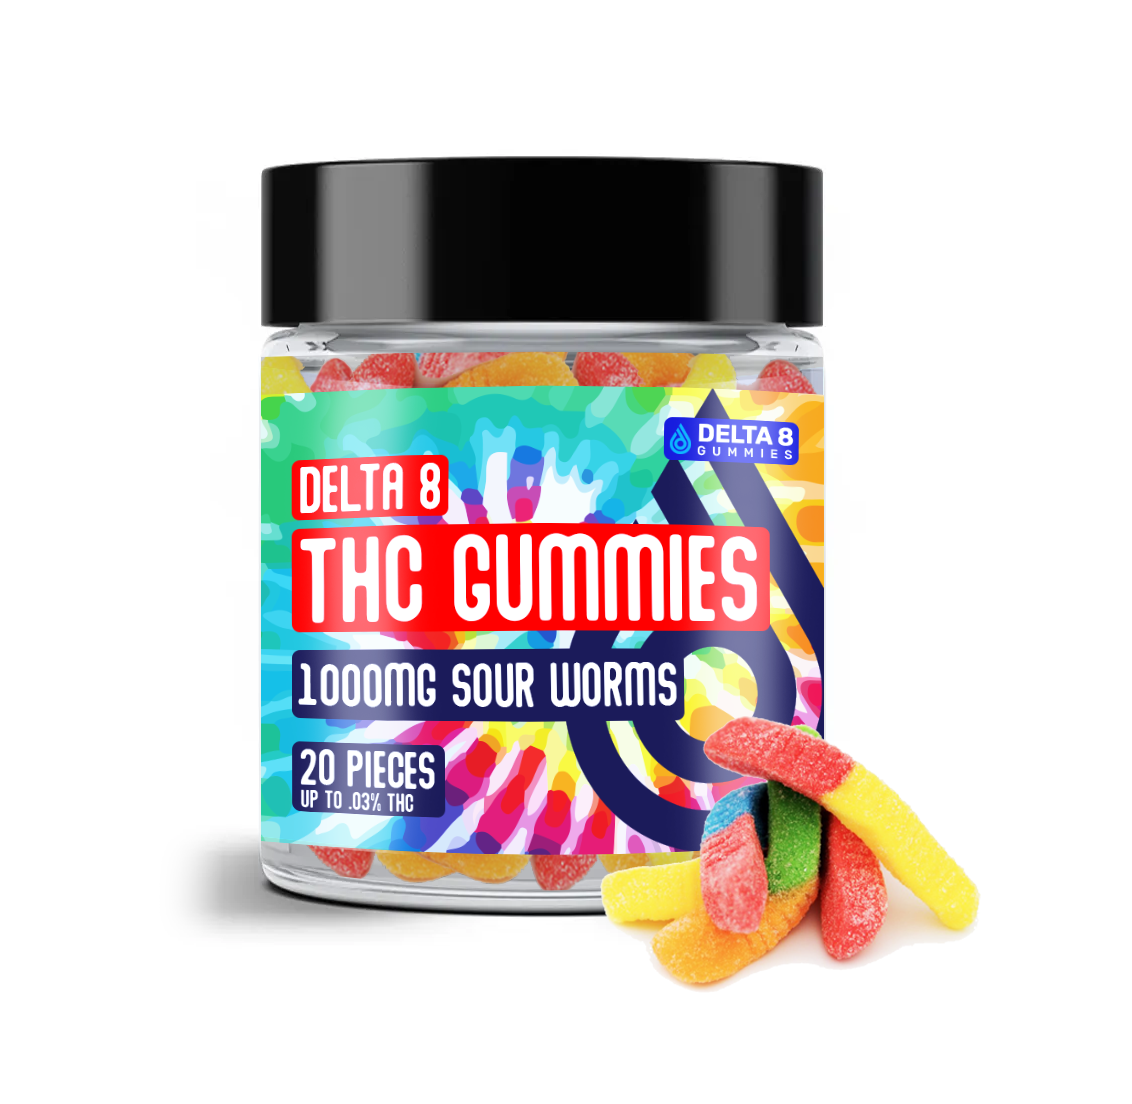 DELTA 8
GUMMIES
DELTA 8
THC GUMMIES
1000MG SOUR WORMS
20 PIECES
UP TO .03% THC